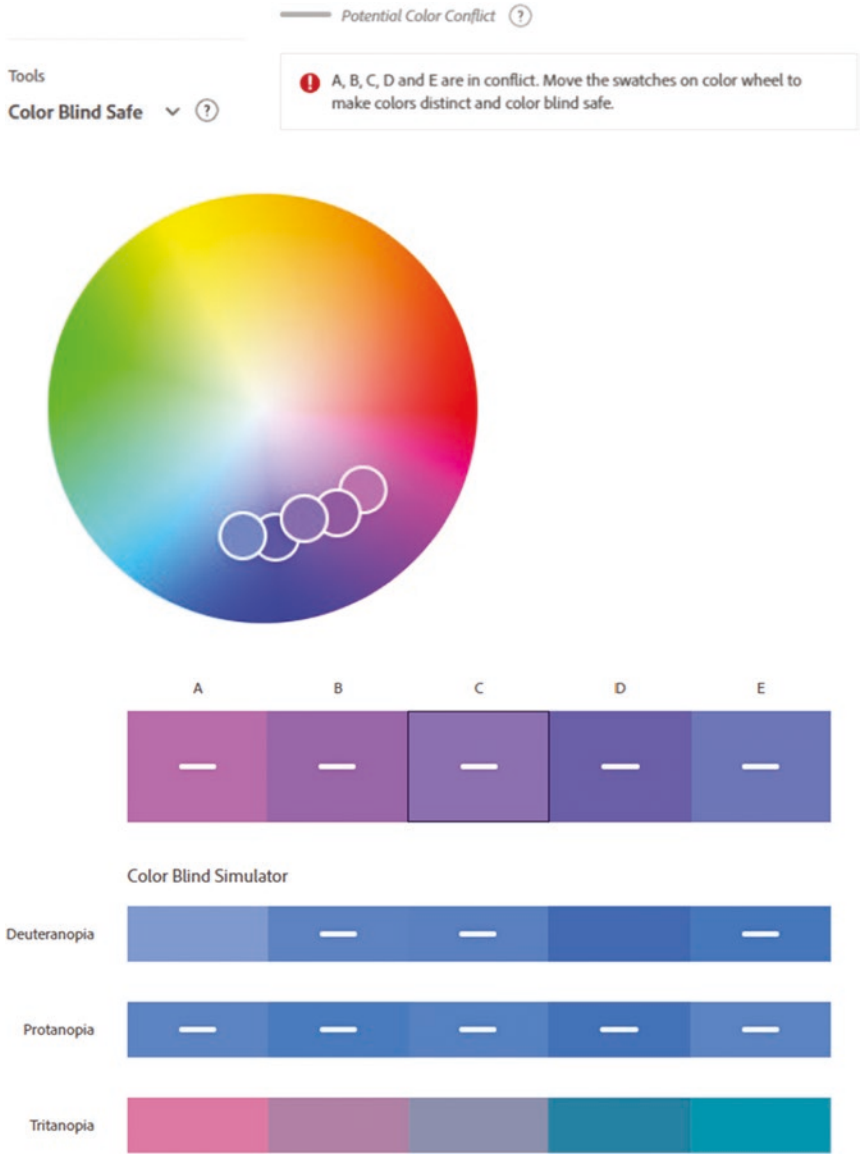 Potential Color Conflict ?
Tools
Color Blind Safe ?
! A, B, C, D and E are in conflict. Move the swatches on color wheel to
make colors distinct and color blind safe.
A B C D E
Color Blind Simulator
Deuteranopia
Protanopia
Tritanopia